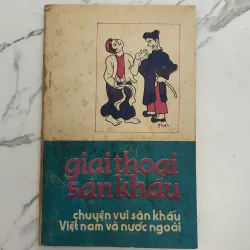 giai thoại
sân khấu
chuyện vui sân khấu
Việt nam và nước ngoài